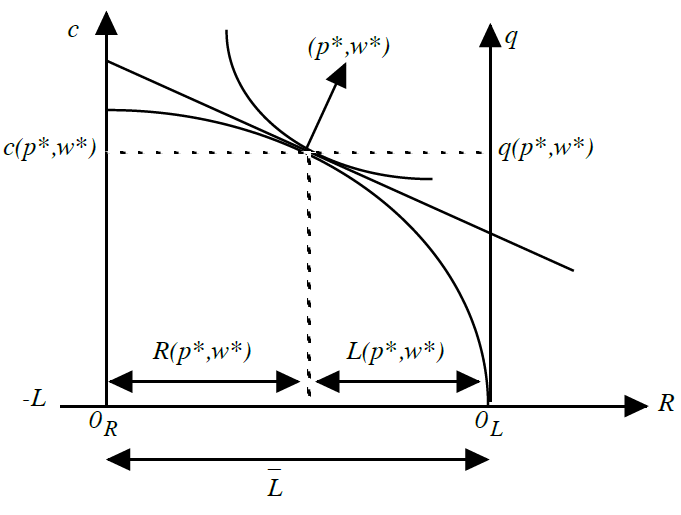 c
q
(p*,w*)
c(p*,w*)
q(p*,w*)
R(p*,w*)
L(p*,w*)
-L
R
0R
0L
L̅